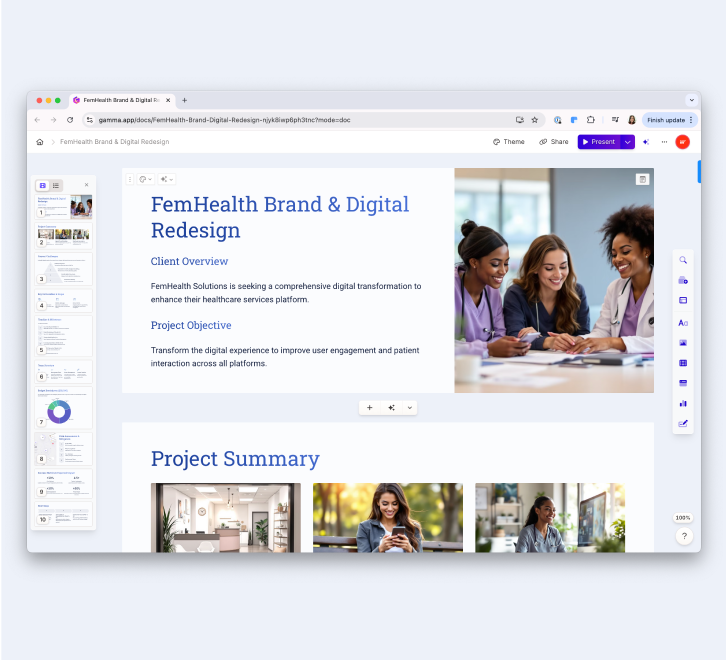 FemHealth Brand & Digital Re
gamma.app/docs/FemHealth-Brand-Digital-Redesign-njyk8iwp6ph3tnc?mode=doc
Finish update
FemHealth Brand & Digital Redesign
Theme
Share
Present
FemHealth Brand & Digital
Redesign
Client Overview
FemHealth Solutions is seeking a comprehensive digital transformation to
enhance their healthcare services platform.
Project Objective
Transform the digital experience to improve user engagement and patient
interaction across all platforms.
Project Summary
1
2
3
4
5
6
7
8
9
10
Aa
100%
?